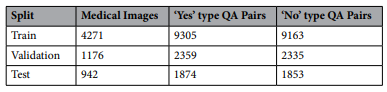 Split Medical Images 'Yes' type QA Pairs 'No' type QA Pairs
Train 4271 9305 9163
Validation 1176 2359 2335
Test 942 1874 1853